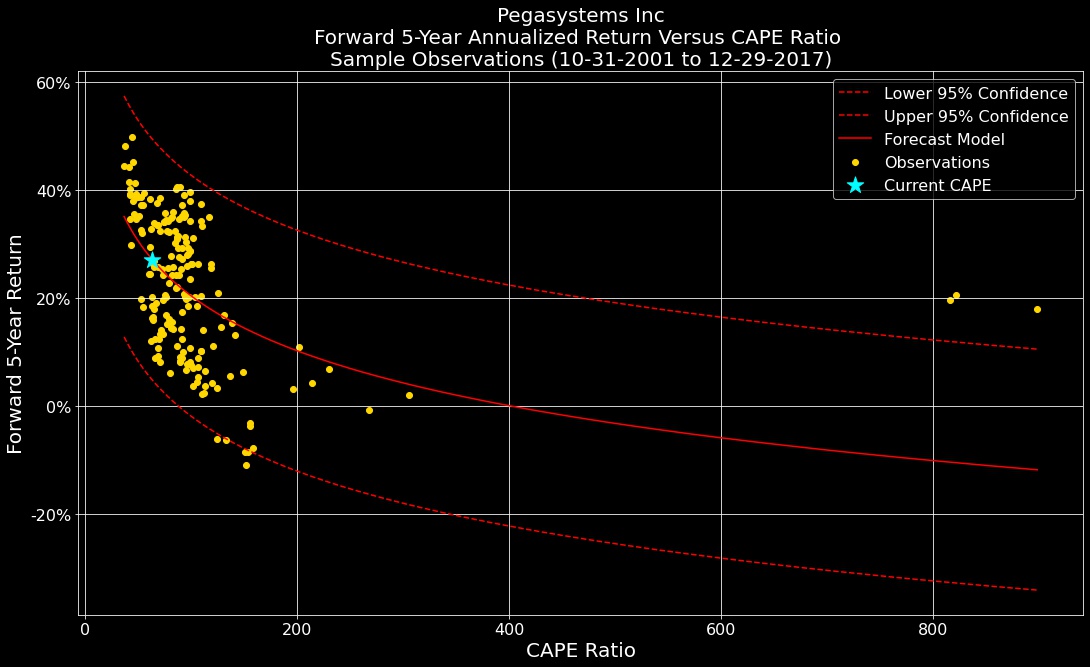 Pegasystems Inc
Forward 5-Year Annualized Return Versus CAPE Ratio
Sample Observations (10-31-2001 to 12-29-2017)
60%
40%
20%
0%
-20%
Forward 5-Year Return
Lower 95% Confidence
Upper 95% Confidence
Forecast Model
Observations
Current CAPE
0
200
400
600
800
CAPE Ratio